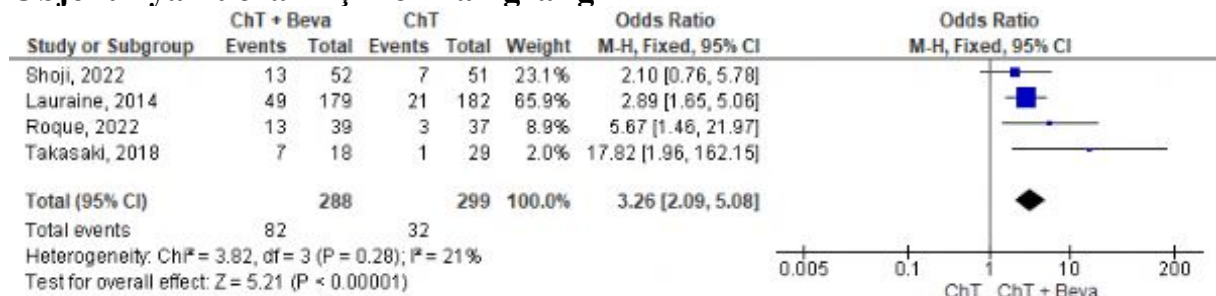 ChT + Beva ChT Odds Ratio Odds Ratio
Study or Subgroup Events Total Events Total Weight M-H, Fixed, 95% CI M-H, Fixed, 95% CI
Shoji, 2022 13 52 7 51 23.1% 2.10 [0.76, 5.78]
Lauraine, 2014 49 179 21 182 65.9% 2.89 [1.65, 5.06]
Roque, 2022 13 39 3 37 8.9% 5.67 [1.46, 21.97]
Takasaki, 2018 7 18 1 29 2.0% 17.82 [1.96, 162.15]
Total (95% CI) 288 299 100.0% 3.26 [2.09, 5.08]
Total events 82 32
Heterogeneity: Chi² = 3.82, df = 3 (P = 0.28); I² = 21%
Test for overall effect: Z = 5.21 (P < 0.00001)
0.005 0.1 1 10 200
ChT ChT + Beva